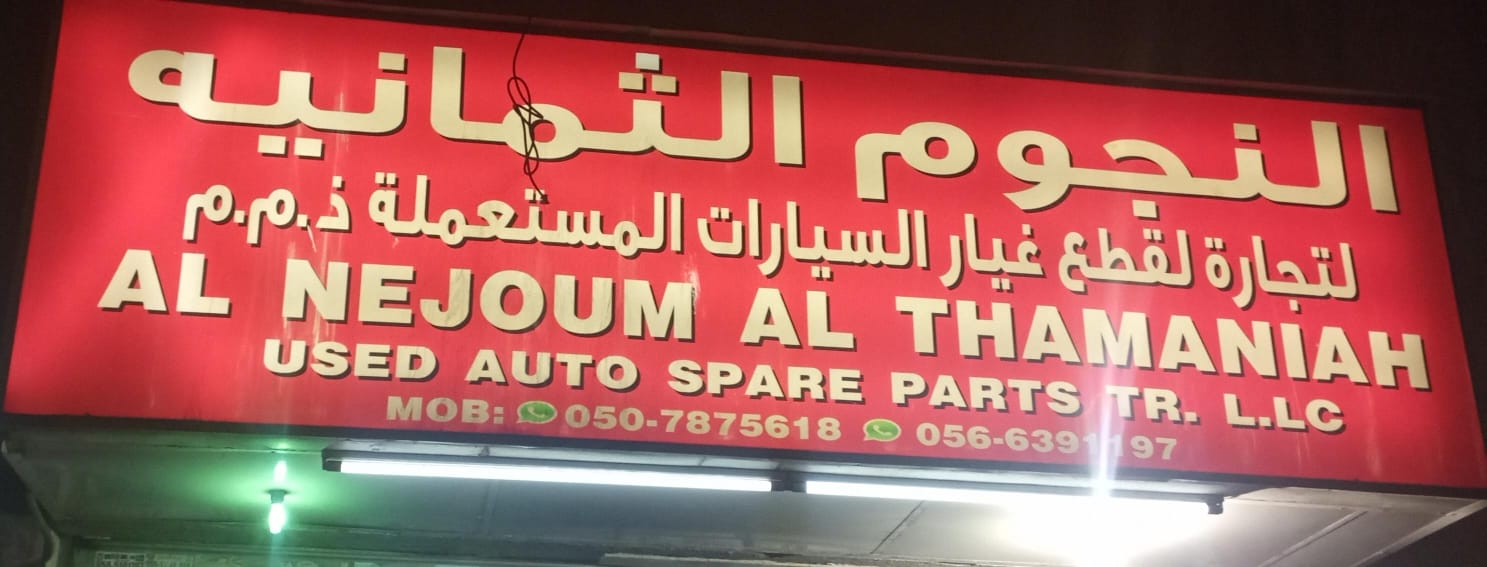 النجوم الثمانيه
لتجارة لقطع غيار السيارات المستعملة ذ.م.م
AL NEJOUM AL THAMANIAH
USED AUTO SPARE PARTS TR. L.LC
MOB: 050-7875618 056-6391197